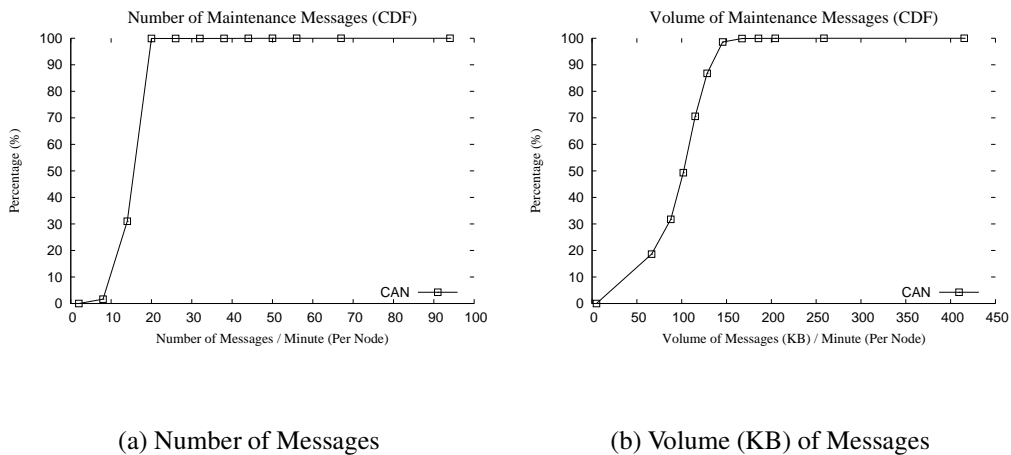 Number of Maintenance Messages (CDF)
100
90
80
70
60
50
40
30
20
10
0
Percentage (%)
CAN
0 10 20 30 40 50 60 70 80 90 100
Number of Messages / Minute (Per Node)
(a) Number of Messages
Volume of Maintenance Messages (CDF)
100
90
80
70
60
50
40
30
20
10
0
Percentage (%)
CAN
0 50 100 150 200 250 300 350 400 450
Volume of Messages (KB) / Minute (Per Node)
(b) Volume (KB) of Messages